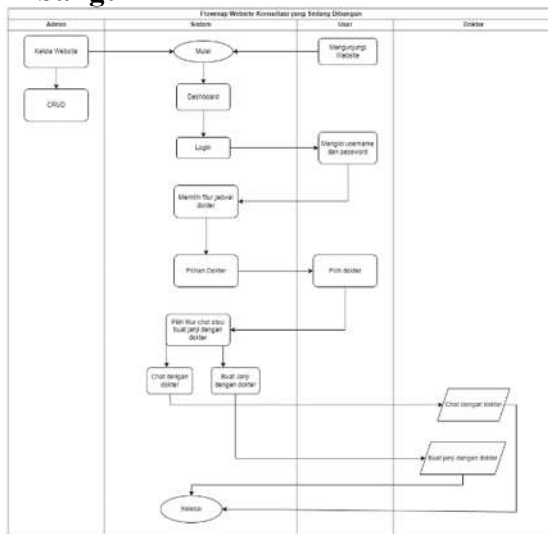 Flowmap Website Konsultasi yang Sedang Dibangun
Admin
Sistem
User
Dokter
Kelola Website
Mulai
Mengunjungi
Website
CRUD
Dashboard
Login
Mengisi username
dan password
Memilih fitur jadwal
dokter
Pilihan Dokter
Pilih dokter
Pilih fitur chat atau
buat janji dengan
dokter
Chat dengan
dokter
Buat Janji
dengan dokter
Chat dengan dokter
Buat janji dengan dokter
Selesai